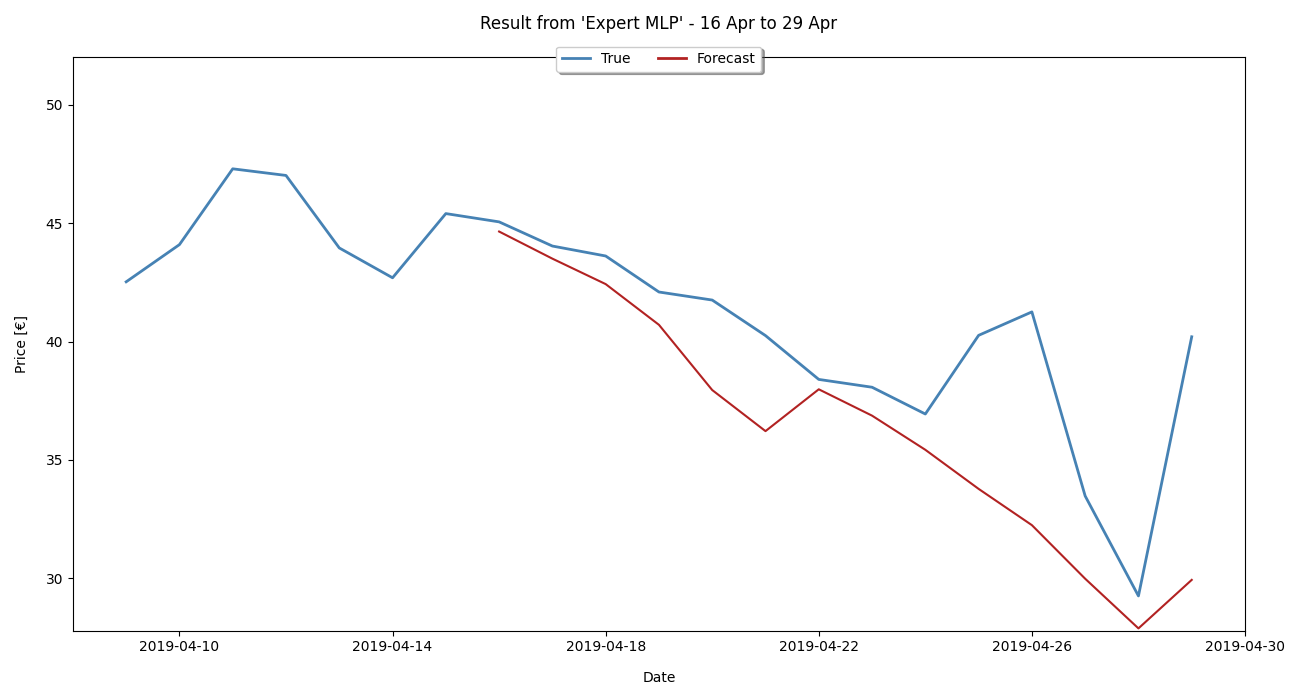 Result from 'Expert MLP' - 16 Apr to 29 Apr
True Forecast
50
45
40
35
30
Price [€]
2019-04-10 2019-04-14 2019-04-18 2019-04-22 2019-04-26 2019-04-30
Date